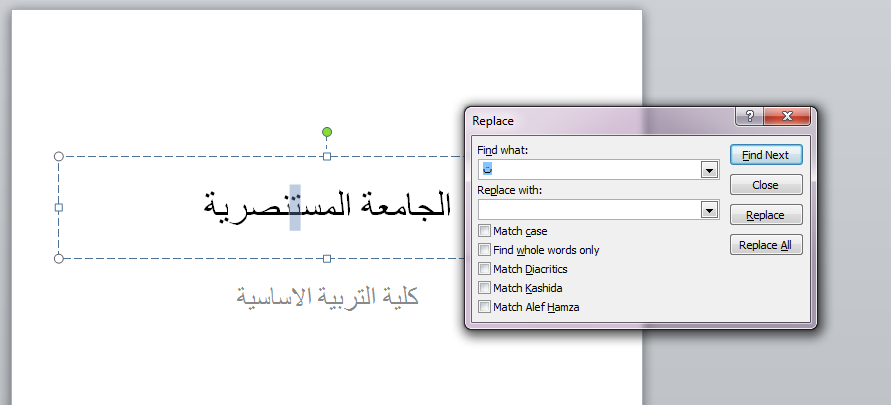 الجامعة المستنصرية
كلية التربية الاساسية
Replace
Find what:
ت
Replace with:
Match case
Find whole words only
Match Diacritics
Match Kashida
Match Alef Hamza
Find Next
Close
Replace
Replace All